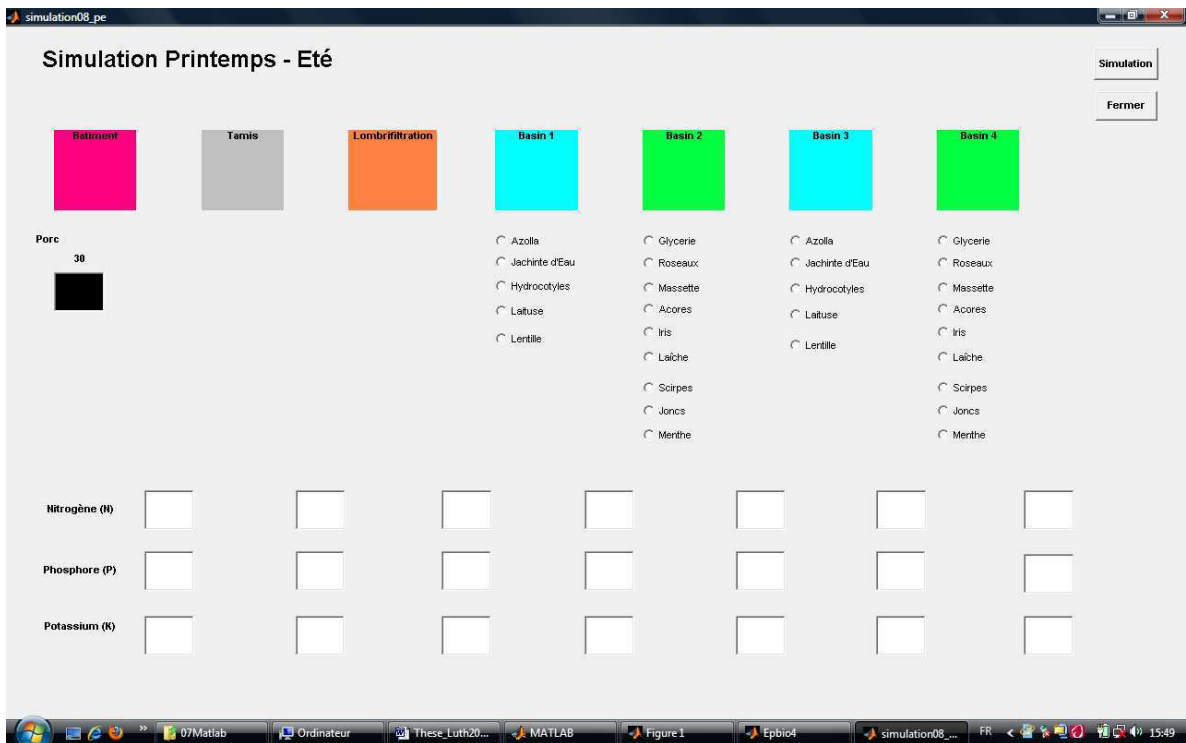 simulation08_pe
Simulation Printemps - Eté
Simulation
Fermer
Batiment Tamis Lombrifiltration Basin 1 Basin 2 Basin 3 Basin 4
Porc
30
Azolla Glycerie Azolla Glycerie
Jachinte d'Eau Roseaux Jachinte d'Eau Roseaux
Hydrocotyles Massette Hydrocotyles Massette
Laituse Acores Laituse Acores
Iris Iris
Lentille Laîche Lentille Laîche
Scirpes Scirpes
Joncs Joncs
Menthe Menthe
Nitrogène (N)
Phosphore (P)
Potassium (K)
07Matlab Ordinateur These_Luth20... MATLAB Figure 1 Epbio4 simulation08_... FR 15:49